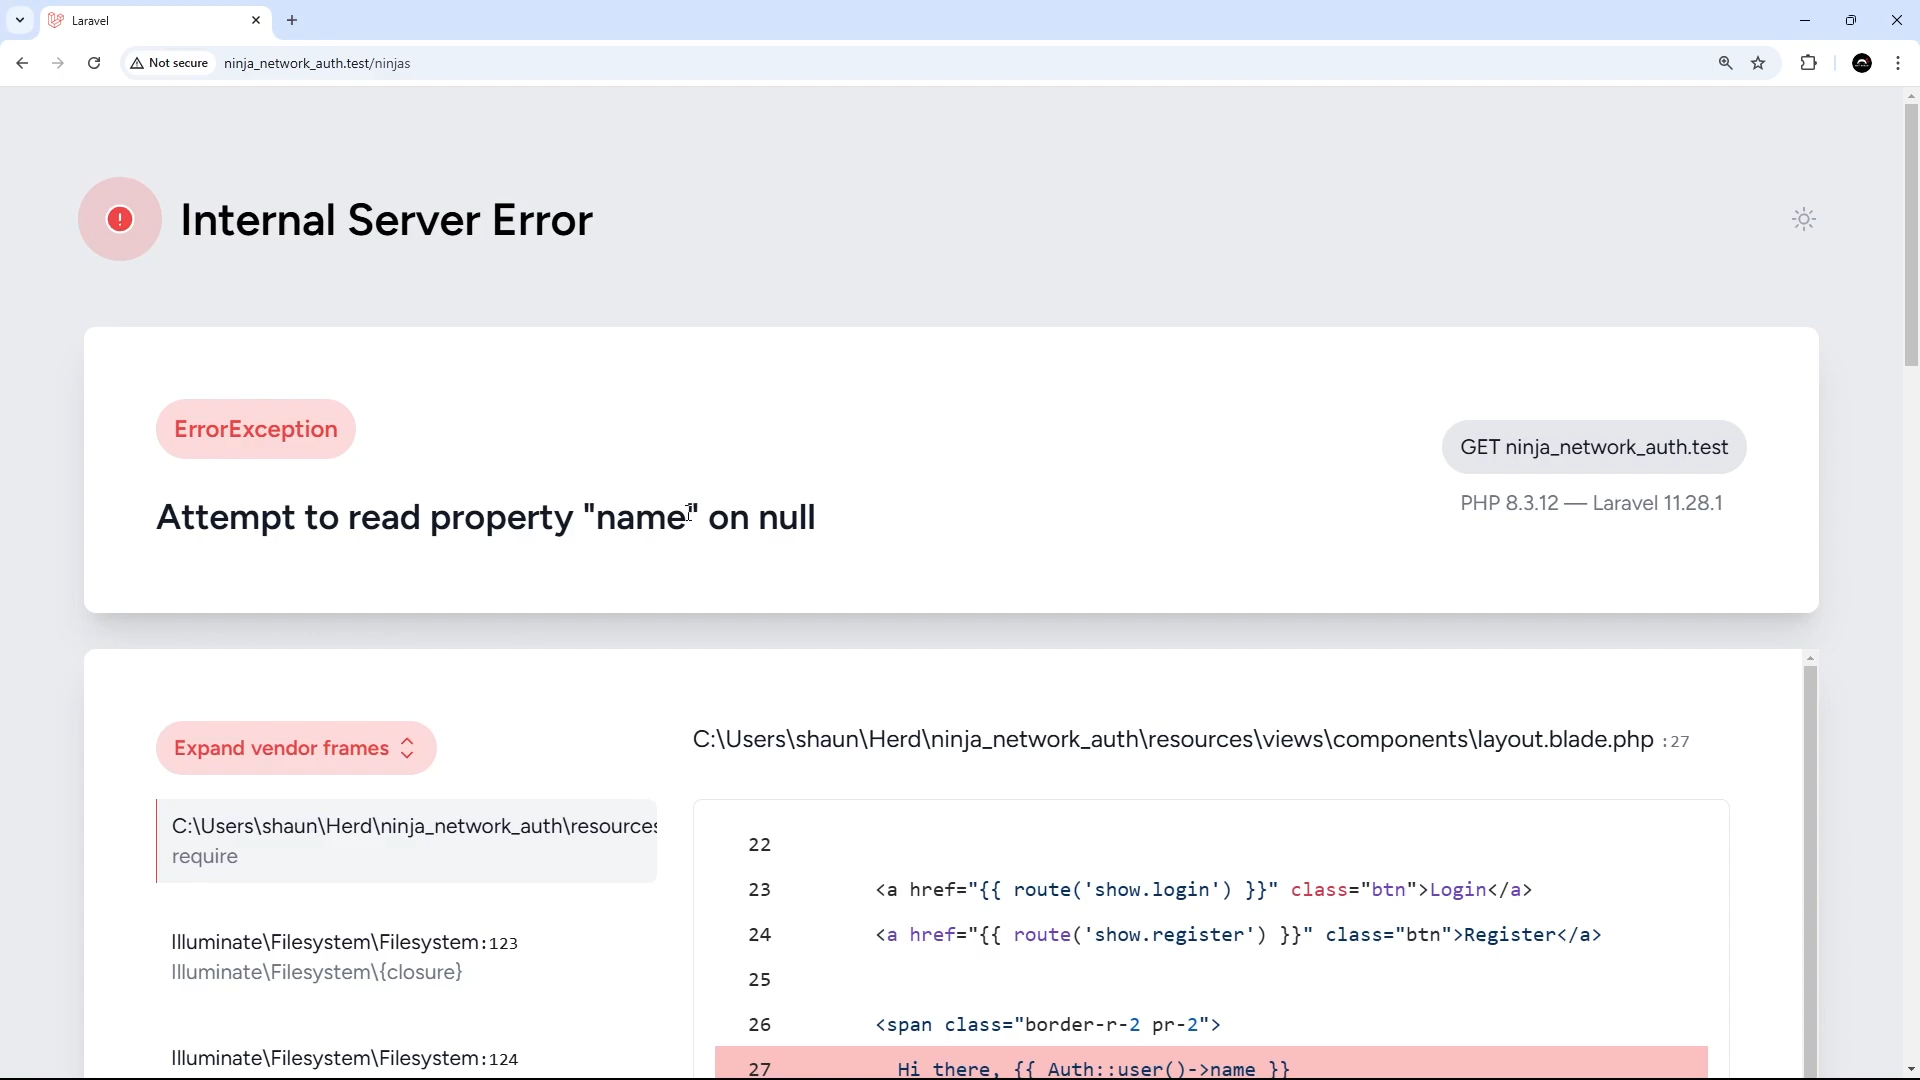 Laravel
Not secure
ninja_network_auth.test/ninjas
Internal Server Error
ErrorException
GET ninja_network_auth.test
Attempt to read property "name" on null
PHP 8.3.12 — Laravel 11.28.1
Expand vendor frames
C:\Users\shaun\Herd\ninja_network_auth\resources\views\components\layout.blade.php :27
C:\Users\shaun\Herd\ninja_network_auth\resources
require
Illuminate\Filesystem\Filesystem:123
Illuminate\Filesystem\{closure}
Illuminate\Filesystem\Filesystem:124
22
23 <a href="{{ route('show.login') }}" class="btn">Login</a>
24 <a href="{{ route('show.register') }}" class="btn">Register</a>
25
26 <span class="border-r-2 pr-2">
27 Hi there, {{ Auth::user()->name }}